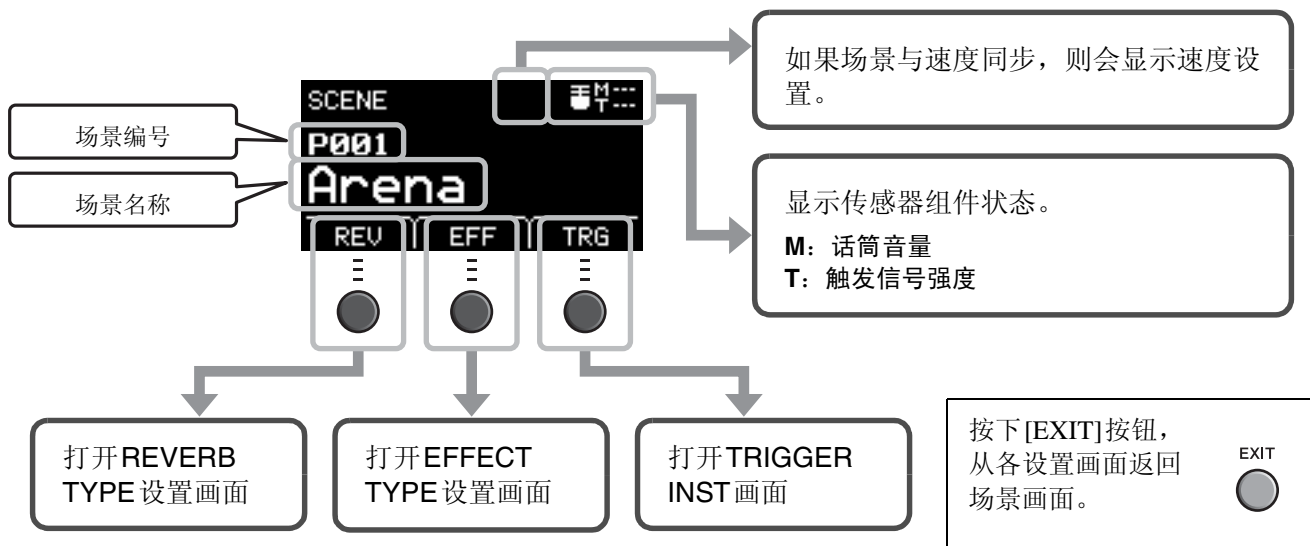 如果场景与速度同步，则会显示速度设
置。
SCENE
M---
T---
场景编号
P001
场景名称
Arena
显示传感器组件状态。
M：话筒音量
T：触发信号强度
REV
EFF
TRG
打开REVERB
TYPE设置画面
打开EFFECT
TYPE设置画面
打开TRIGGER
INST画面
按下[EXIT]按钮，
从各设置画面返回
场景画面。
EXIT